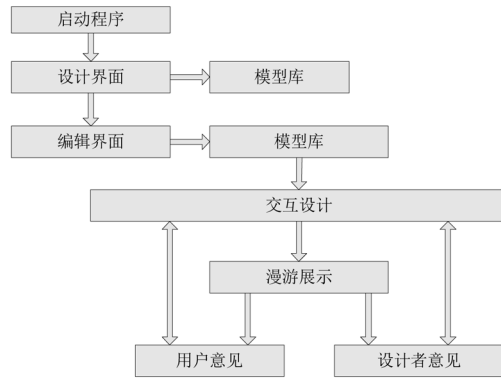 启动程序
设计界面
模型库
编辑界面
模型库
交互设计
漫游展示
用户意见
设计者意见